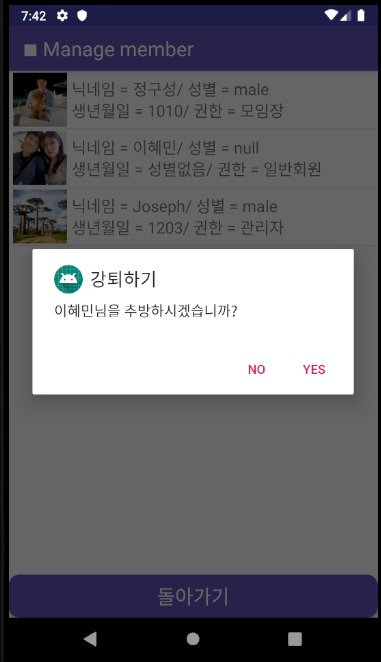 7:42
■ Manage member
닉네임 = 정구성/ 성별 = male
생년월일 = 1010/ 권한 = 모임장
닉네임 = 이혜민/ 성별 = null
생년월일 = 성별없음/ 권한 = 일반회원
닉네임 = Joseph/ 성별 = male
생년월일 = 1203/ 권한 = 관리자
강퇴하기
이혜민님을 추방하시겠습니까?
NO YES
돌아가기